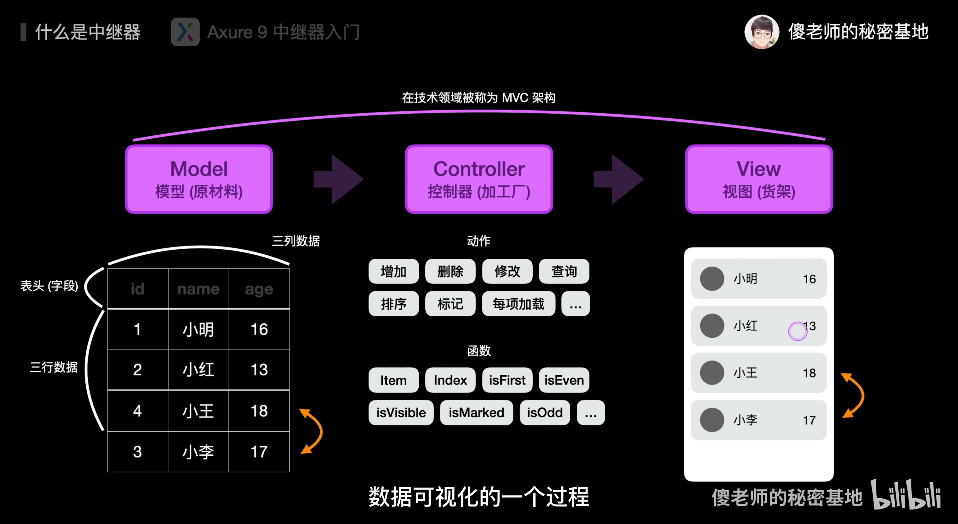 什么是中继器
Axure 9 中继器入门
傻老师的秘密基地
在技术领域被称为 MVC 架构
Model
模型 (原材料)
Controller
控制器 (加工厂)
View
视图 (货架)
三列数据
表头 (字段)
三行数据
id name age
1 小明 16
2 小红 13
4 小王 18
3 小李 17
动作
增加 删除 修改 查询
排序 标记 每项加载 ...
函数
Item Index isFirst isEven
isVisible isMarked isOdd ...
小明 16
小红 13
小王 18
小李 17
数据可视化的一个过程
傻老师的秘密基地 bilibili